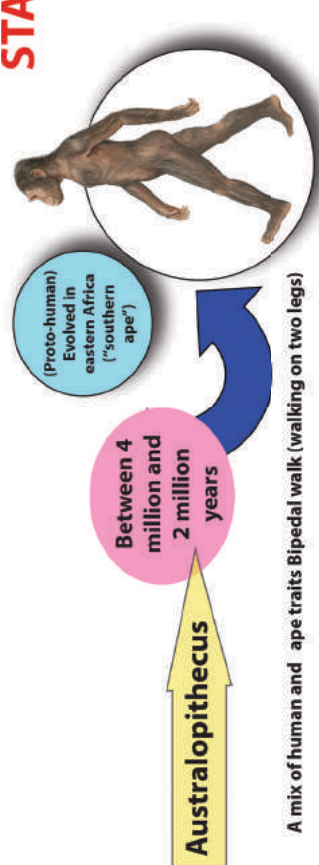 STA
(Proto-human)
Evolved in
eastern Africa
("southern
ape")
Between 4
million and
2 million
years
Australopithecus
A mix of human and ape traits Bipedal walk (walking on two legs)